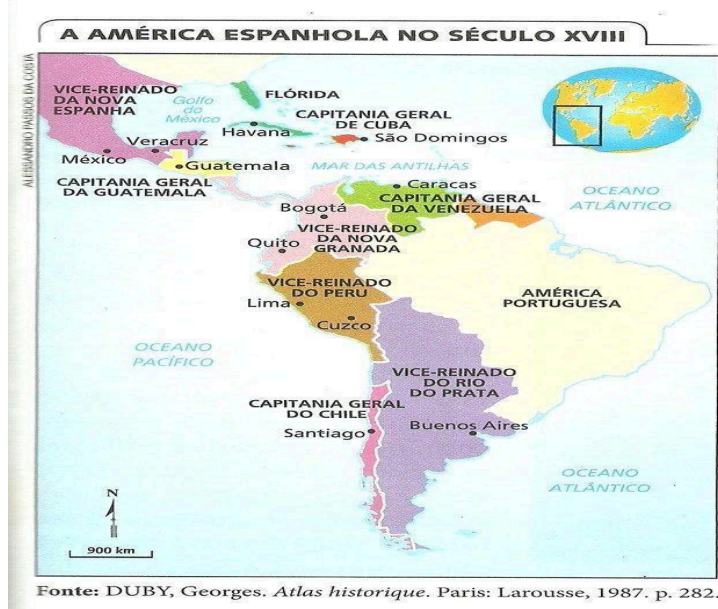 A AMÉRICA ESPANHOLA NO SÉCULO XVIII
ALESSANDRO PASSOS DA COSTA
VICE-REINADO
DA NOVA
ESPANHA
Golfo
do
México
FLÓRIDA
CAPITANIA GERAL
DE CUBA
Havana
São Domingos
Veracruz
México
Guatemala
MAR DAS ANTILHAS
CAPITANIA GERAL
DA GUATEMALA
Caracas
CAPITANIA GERAL
DA VENEZUELA
OCEANO
ATLÂNTICO
Bogotá
VICE-REINADO
DA NOVA
GRANADA
Quito
VICE-REINADO
DO PERU
Lima
Cuzco
AMÉRICA
PORTUGUESA
OCEANO
PACÍFICO
VICE-REINADO
DO RIO
DO PRATA
CAPITANIA GERAL
DO CHILE
Santiago
Buenos Aires
OCEANO
ATLÂNTICO
N
900 km
Fonte: DUBY, Georges. Atlas historique. Paris: Larousse, 1987. p. 282.